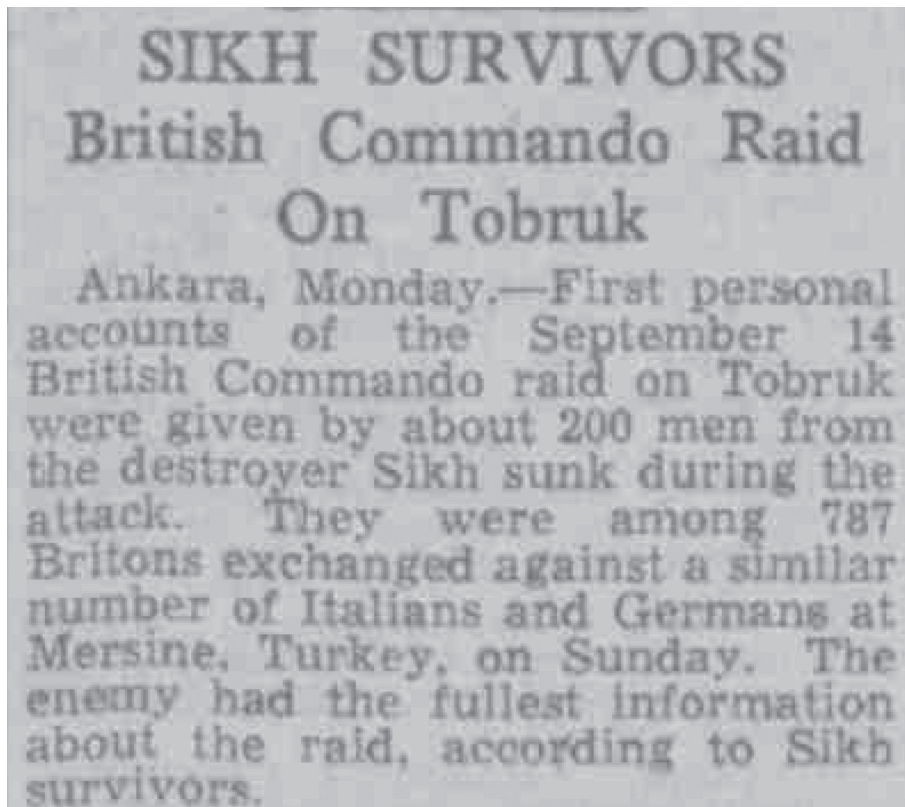 SIKH SURVIVORS
British Commando Raid
On Tobruk
Ankara, Monday.—First personal
accounts of the September 14
British Commando raid on Tobruk
were given by about 200 men from
the destroyer Sikh sunk during the
attack. They were among 787
Britons exchanged against a similar
number of Italians and Germans at
Mersine, Turkey, on Sunday. The
enemy had the fullest information
about the raid, according to Sikh
survivors.